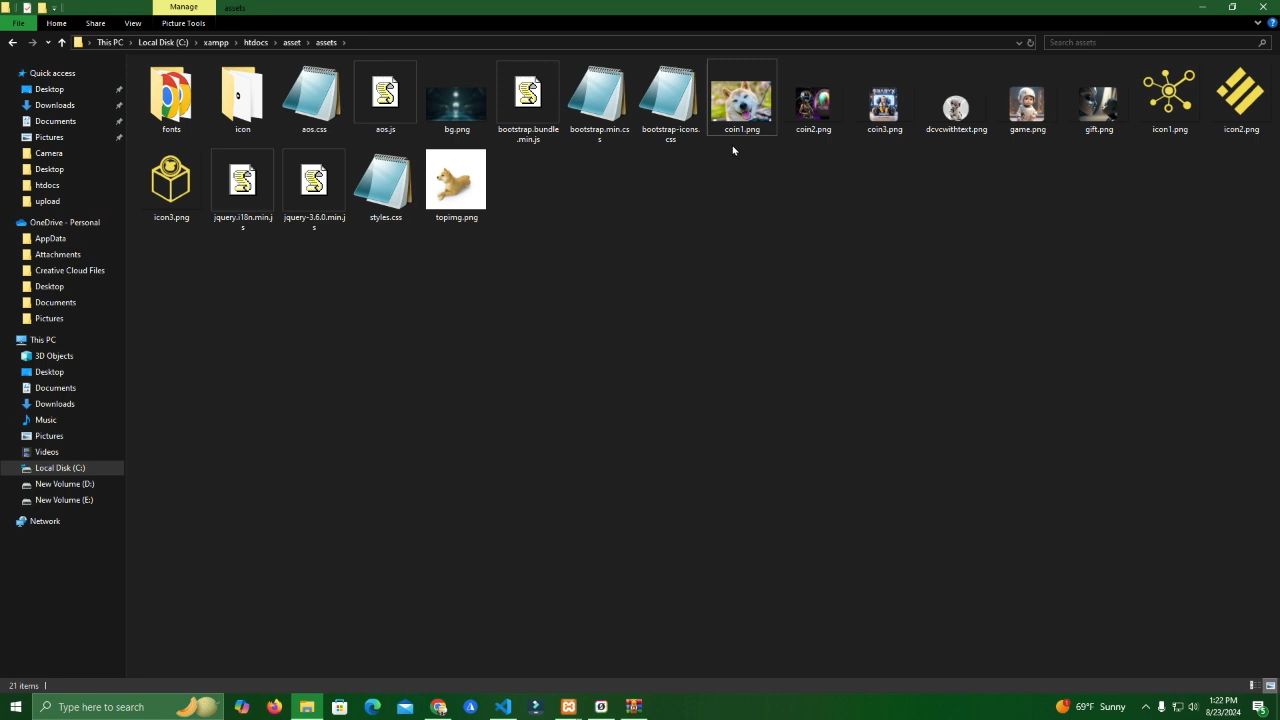 Manage
assets
File
Home
Share
View
Picture Tools
This PC
Local Disk (C:)
xampp
htdocs
asset
assets
Search assets
Quick access
Desktop
Downloads
Documents
Pictures
Camera
Desktop
htdocs
upload
OneDrive - Personal
AppData
Attachments
Creative Cloud Files
Desktop
Documents
Pictures
This PC
3D Objects
Desktop
Documents
Downloads
Music
Pictures
Videos
Local Disk (C:)
New Volume (D:)
New Volume (E:)
Network
fonts
icon
aos.css
aos.js
bg.png
bootstrap.bundle
.min.js
bootstrap.min.cs
s
bootstrap-icons.
css
coin1.png
coin2.png
coin3.png
dcvcwithtext.png
game.png
gift.png
icon1.png
icon2.png
icon3.png
jquery.i18n.min.j
s
jquery-3.6.0.min.j
s
styles.css
topimg.png
21 items
Type here to search
69°F Sunny
1:22 PM
8/23/2024